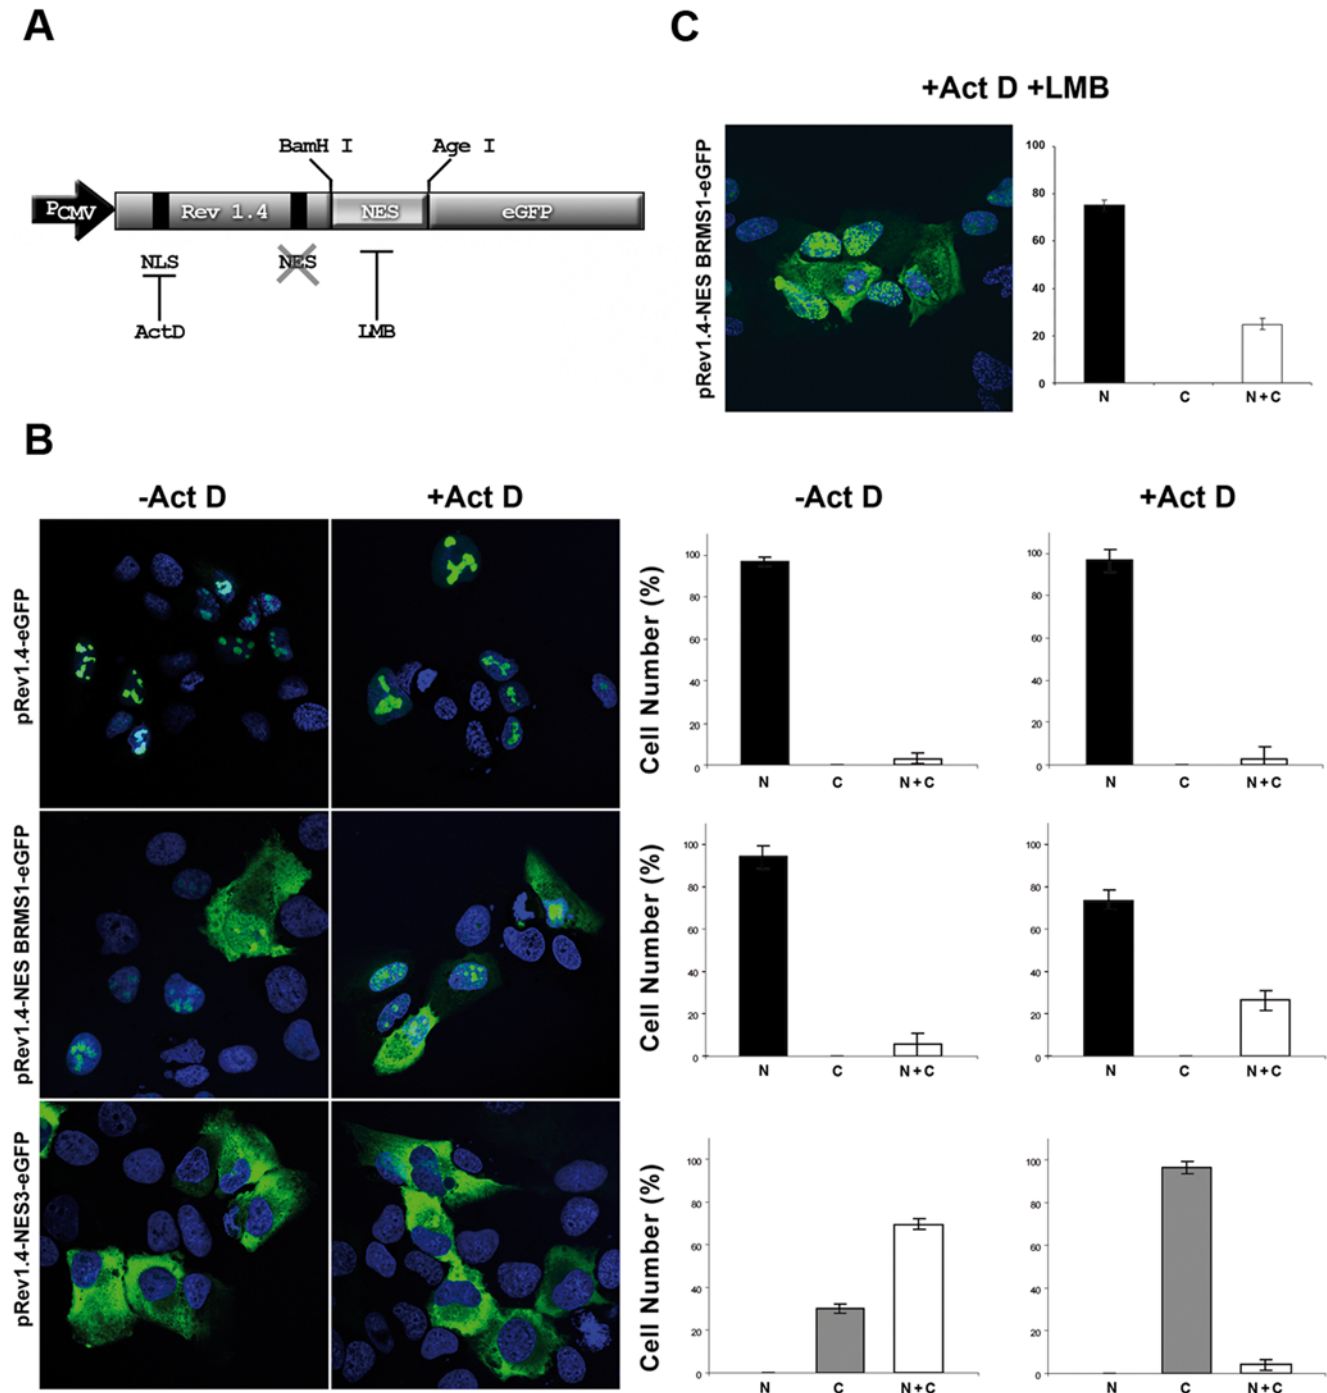 A
BamH I
Age I
PCMV
Rev 1.4
NES
eGFP
NLS
NES
ActD
LMB
C
+Act D +LMB
pRev1.4-NES BRMS1-eGFP
100
80
60
40
20
0
N
C
N + C
B
-Act D
+Act D
-Act D
+Act D
pRev1.4-eGFP
Cell Number (%)
100
80
60
40
20
0
N
C
N + C
100
80
60
40
20
0
N
C
N + C
pRev1.4-NES BRMS1-eGFP
Cell Number (%)
100
80
60
40
20
0
N
C
N + C
100
80
60
40
20
0
N
C
N + C
pRev1.4-NES3-eGFP
Cell Number (%)
100
80
60
40
20
0
N
C
N + C
100
80
60
40
20
0
N
C
N + C